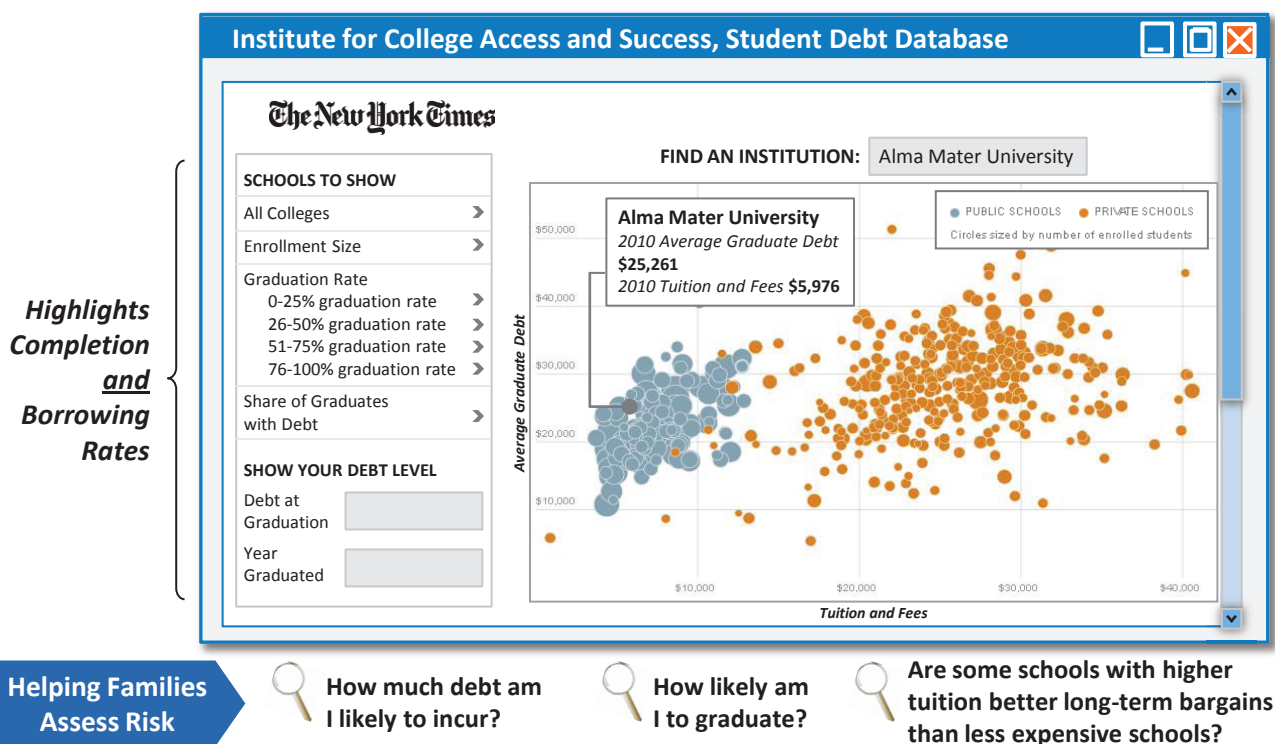 Institute for College Access and Success, Student Debt Database
The New York Times
FIND AN INSTITUTION: Alma Mater University
SCHOOLS TO SHOW
All Colleges
Enrollment Size
Graduation Rate
0-25% graduation rate
26-50% graduation rate
51-75% graduation rate
76-100% graduation rate
Share of Graduates
with Debt
SHOW YOUR DEBT LEVEL
Debt at
Graduation
Year
Graduated
Highlights
Completion
and
Borrowing
Rates
Alma Mater University
2010 Average Graduate Debt
$25,261
2010 Tuition and Fees $5,976
PUBLIC SCHOOLS PRIVATE SCHOOLS
Circles sized by number of enrolled students
Average Graduate Debt
$50,000
$40,000
$30,000
$20,000
$10,000
$10,000 $20,000 $30,000 $40,000
Tuition and Fees
Helping Families
Assess Risk
How much debt am
I likely to incur?
How likely am
I to graduate?
Are some schools with higher
tuition better long-term bargains
than less expensive schools?